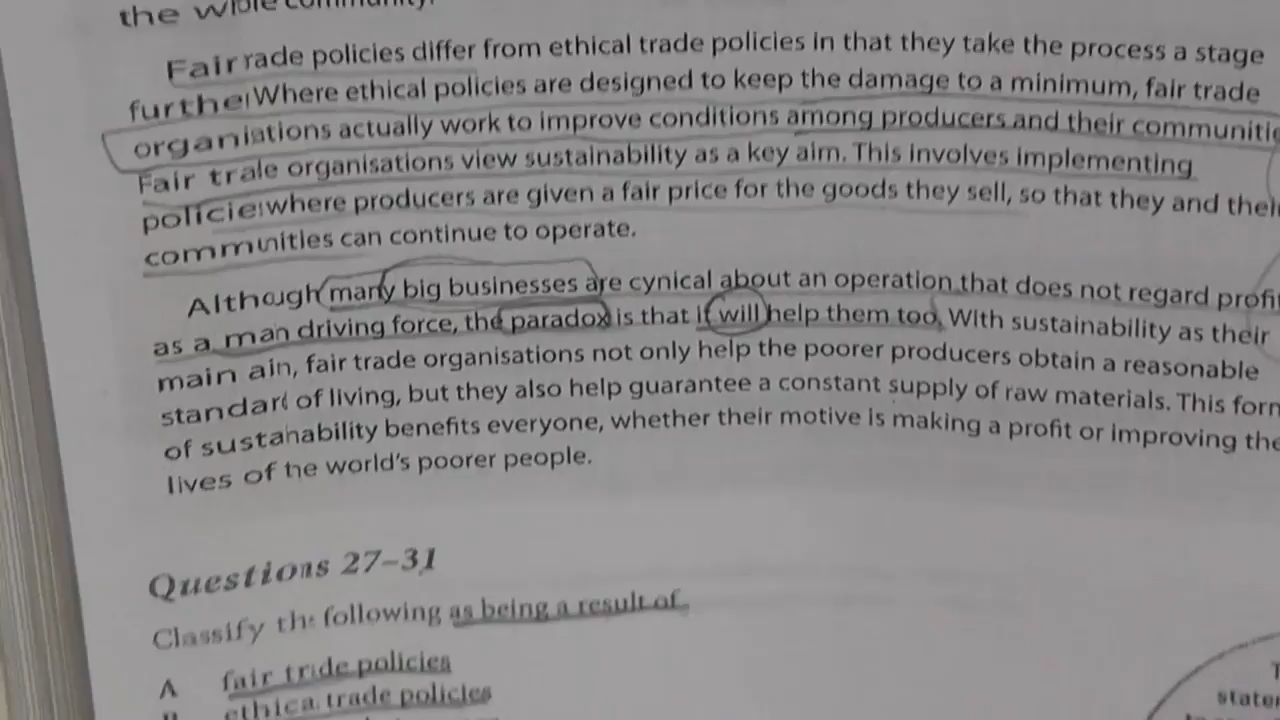 the whole community.
Fair trade policies differ from ethical trade policies in that they take the process a stage
further. Where ethical policies are designed to keep the damage to a minimum, fair trade
organisations actually work to improve conditions among producers and their
Fair trade organisations view sustainability as a key aim. This involves implementing
policies where producers are given a fair price for the goods they sell, so that they and their
communities can continue to operate.
Although many big businesses are cynical about an operation that does not regard profit
as a main driving force, the paradox is that it will help them too. With sustainability as their
main aim, fair trade organisations not only help the poorer producers obtain a reasonable
standard of living, but they also help guarantee a constant supply of raw materials. This form
of sustainability benefits everyone, whether their motive is making a profit or improving the
lives of the world's poorer people.
Questions 27–31
Classify the following as being a result of
A fair trade policies
ethical trade policies